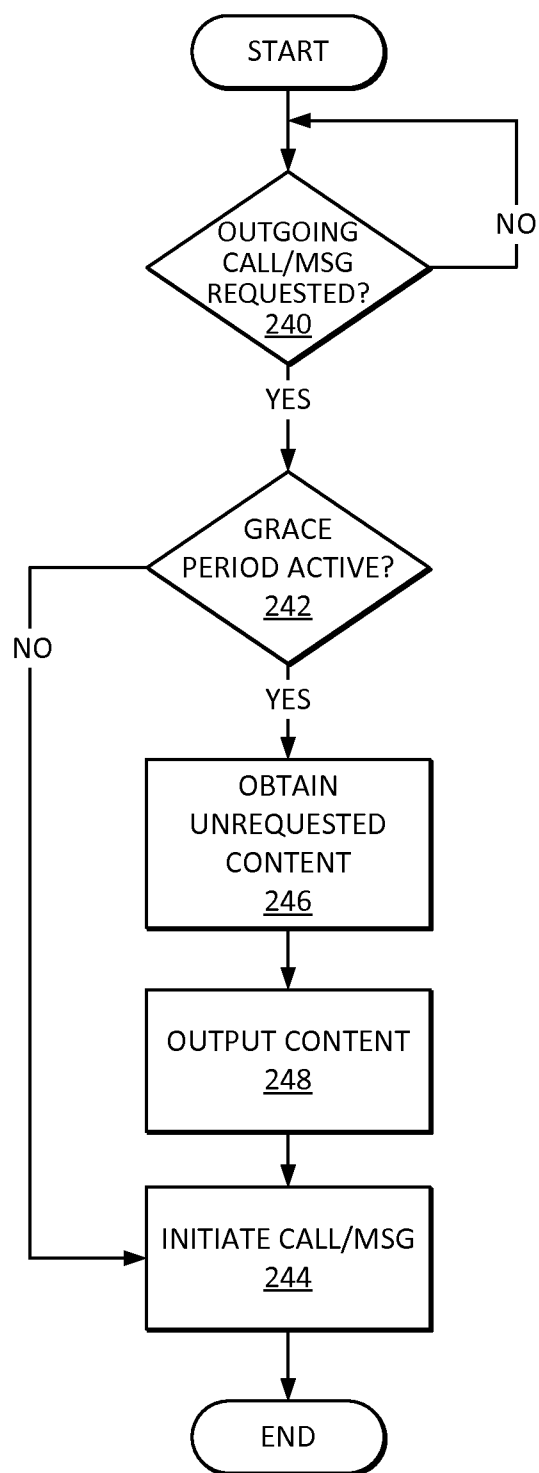 START
NO
OUTGOING
CALL/MSG
REQUESTED?
240
YES
GRACE
PERIOD ACTIVE?
242
NO
YES
OBTAIN
UNREQUESTED
CONTENT
246
OUTPUT CONTENT
248
INITIATE CALL/MSG
244
END